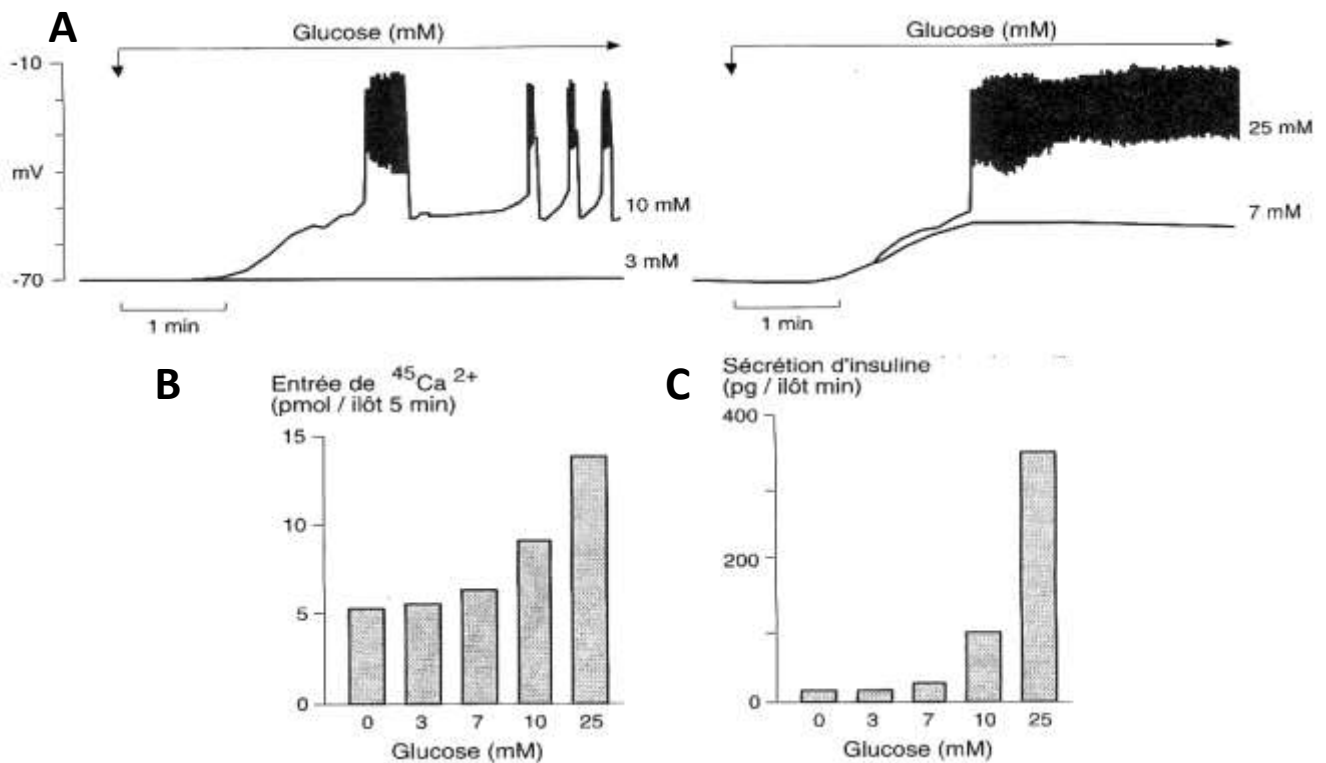 A
Glucose (mM)
-10
mV
-70
10 mM
3 mM
1 min
Glucose (mM)
25 mM
7 mM
1 min
B
Entrée de 45Ca 2+
(pmol / ilôt 5 min)
15
10
5
0
0 3 7 10 25
Glucose (mM)
C
Sécrétion d'insuline
(pg / ilôt min)
400
200
0
0 3 7 10 25
Glucose (mM)